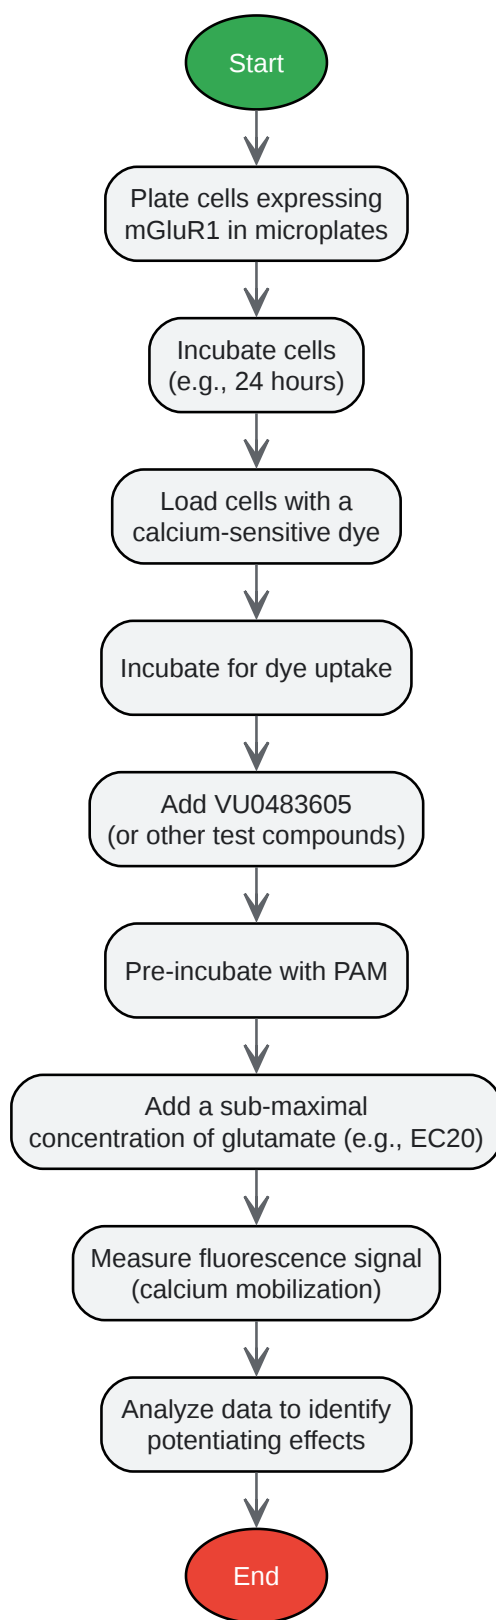 Start
Plate cells expressing
mGluR1 in microplates
Incubate cells
(e.g., 24 hours)
Load cells with a
calcium-sensitive dye
Incubate for dye uptake
Add VU0483605
(or other test compounds)
Pre-incubate with PAM
Add a sub-maximal
concentration of glutamate (e.g., EC20)
Measure fluorescence signal
(calcium mobilization)
Analyze data to identify
potentiating effects
End